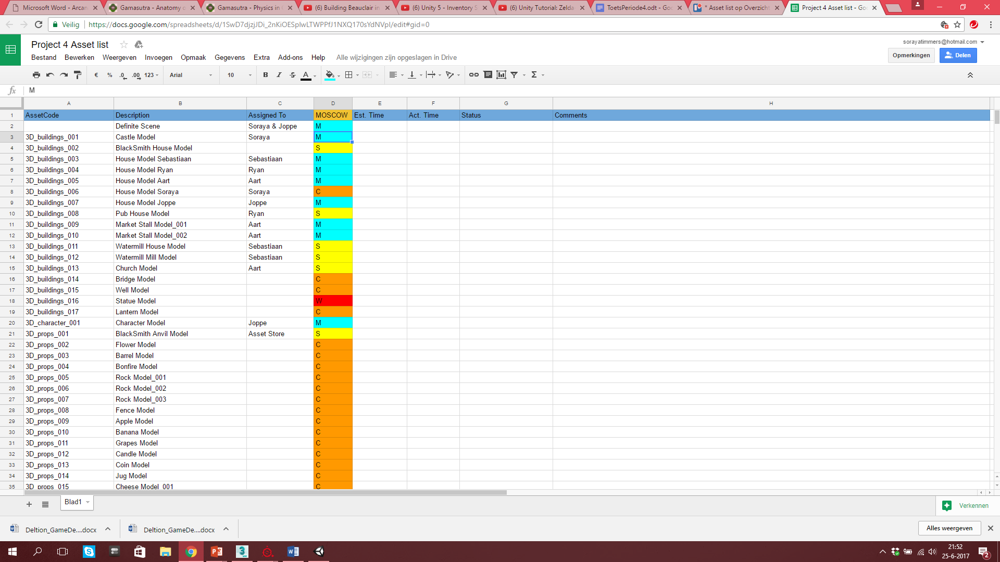 Microsoft Word - Arcan
Gamasutra - Anatomy o
Gamasutra - Physics in
(6) Building Beauclair in
(6) Unity 5 - Inventory S
(6) Unity Tutorial: Zelda
ToetsPeriode4.odt - Goo
* Asset list op Overzicht
Project 4 Asset list - Goo
Veilig
https://docs.google.com/spreadsheets/d/1SwD7djzjJDi_2nKiOESplwLTWPPfJ1NXQ170sYdNVpI/edit#gid=0
Project 4 Asset list
sorayatimmers@hotmail.com
Bestand Bewerken Weergeven Invoegen Opmaak Gegevens Extra Add-ons Help Alle wijzigingen zijn opgeslagen in Drive
Opmerkingen
Delen
€ % .0 .00 123 Arial 10 B I S A Σ
fx M
A B C D E F G H
1 AssetCode Description Assigned To MOSCOW Est. Time Act. Time Status Comments
2 Definite Scene Soraya & Joppe M
3 3D_buildings_001 Castle Model Soraya M
4 3D_buildings_002 BlackSmith House Model S
5 3D_buildings_003 House Model Sebastiaan Sebastiaan M
6 3D_buildings_004 House Model Ryan Ryan M
7 3D_buildings_005 House Model Aart Aart M
8 3D_buildings_006 House Model Soraya Soraya C
9 3D_buildings_007 House Model Joppe Joppe M
10 3D_buildings_008 Pub House Model Ryan S
11 3D_buildings_009 Market Stall Model_001 Aart M
12 3D_buildings_010 Market Stall Model_002 Aart M
13 3D_buildings_011 Watermill House Model Sebastiaan S
14 3D_buildings_012 Watermill Mill Model Sebastiaan S
15 3D_buildings_013 Church Model Aart S
16 3D_buildings_014 Bridge Model C
17 3D_buildings_015 Well Model C
18 3D_buildings_016 Statue Model W
19 3D_buildings_017 Lantern Model C
20 3D_character_001 Character Model Joppe M
21 3D_props_001 BlackSmith Anvil Model Asset Store S
22 3D_props_002 Flower Model C
23 3D_props_003 Barrel Model C
24 3D_props_004 Bonfire Model C
25 3D_props_005 Rock Model_001 C
26 3D_props_006 Rock Model_002 C
27 3D_props_007 Rock Model_003 C
28 3D_props_008 Fence Model C
29 3D_props_009 Apple Model C
30 3D_props_010 Banana Model C
31 3D_props_011 Grapes Model C
32 3D_props_012 Candle Model C
33 3D_props_013 Coin Model C
34 3D_props_014 Jug Model C
35 3D_props_015 Cheese Model_001 C
Blad1
Verkennen
Deltion_GameDe....docx
Deltion_GameDe....docx
Alles weergeven
21:52
25-6-2017
2